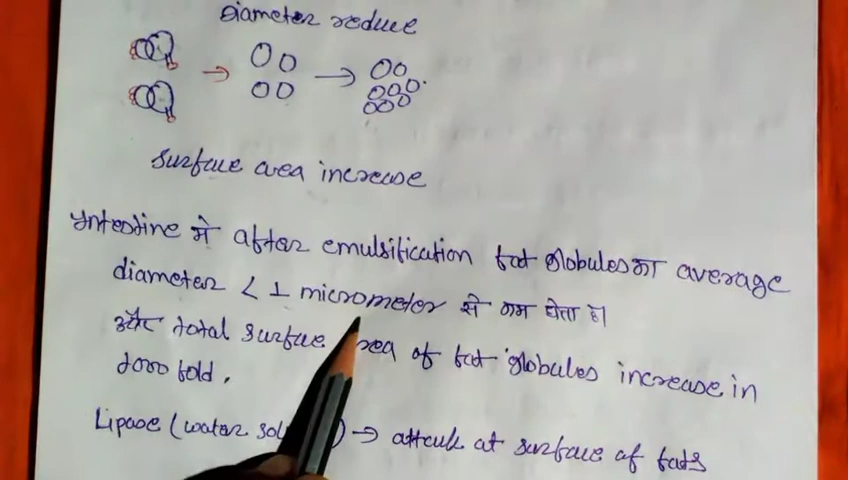 Diameter reduce
surface area increase
Intestine में after emulsification fat globules का average
diameter < 1 micrometer से कम होता है।
और total surface area of fat globules increase in
1000 fold.
Lipase (water ) → attack at surface of fats